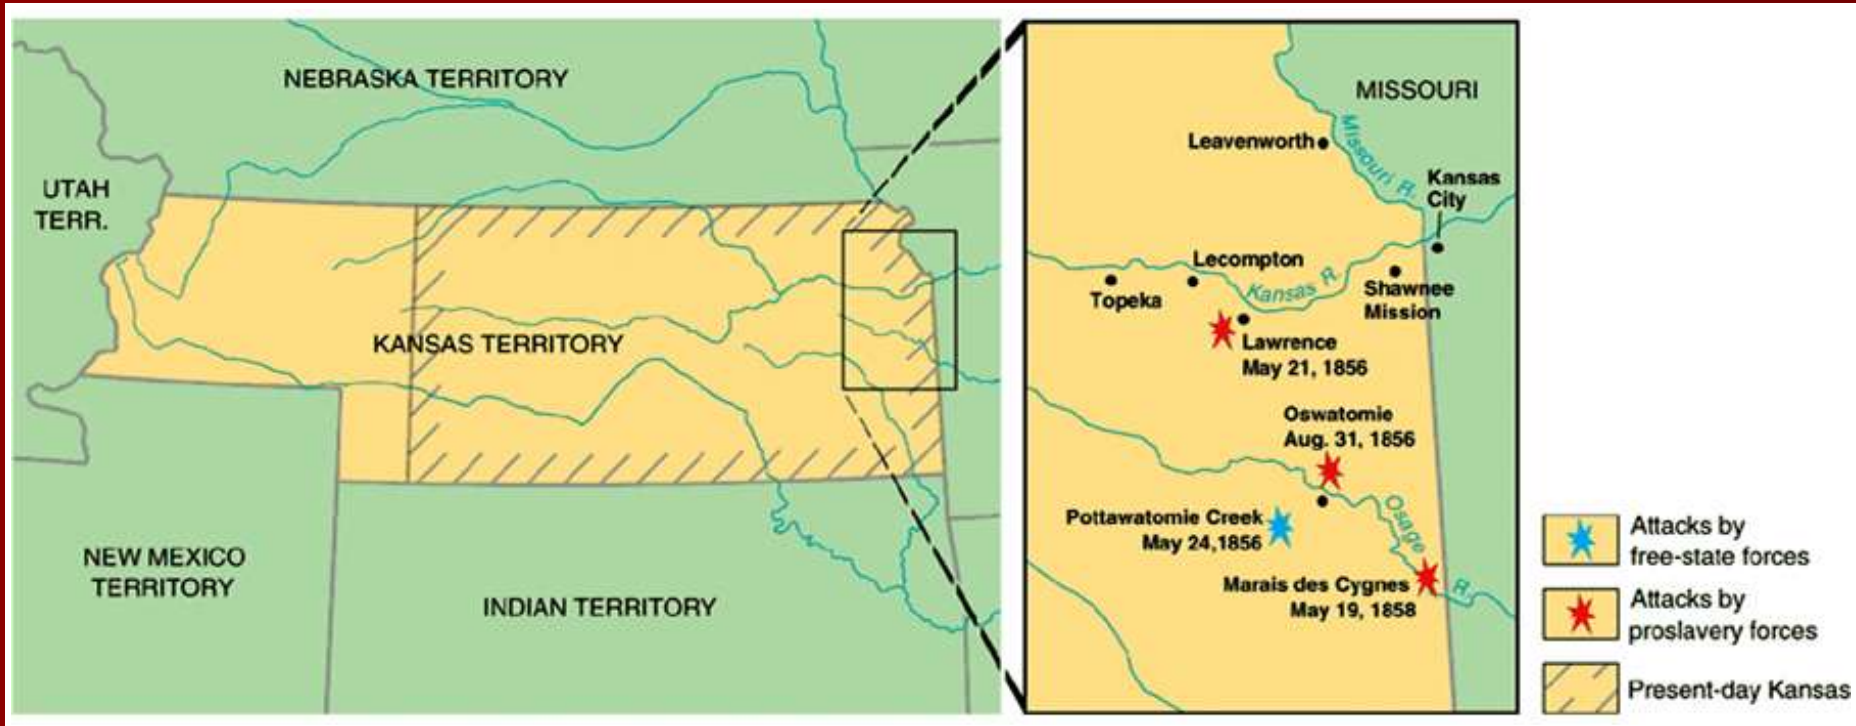 NEBRASKA TERRITORY
UTAH
TERR.
KANSAS TERRITORY
NEW MEXICO
TERRITORY
INDIAN TERRITORY
MISSOURI
Leavenworth
Missouri R.
Kansas
City
Lecompton
Topeka
Kansas R.
Shawnee
Mission
Lawrence
May 21, 1856
Oswatomie
Aug. 31, 1856
Pottawatomie Creek
May 24,1856
Osage R.
Marais des Cygnes
May 19, 1858
Attacks by
free-state forces
Attacks by
proslavery forces
Present-day Kansas